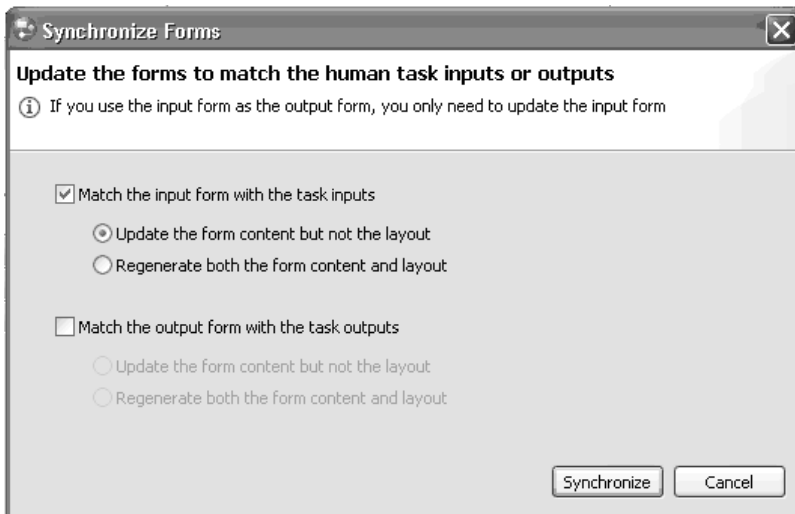 Synchronize Forms
Update the forms to match the human task inputs or outputs
If you use the input form as the output form, you only need to update the input form
Match the input form with the task inputs
Update the form content but not the layout
Regenerate both the form content and layout
Match the output form with the task outputs
Update the form content but not the layout
Regenerate both the form content and layout
Synchronize Cancel